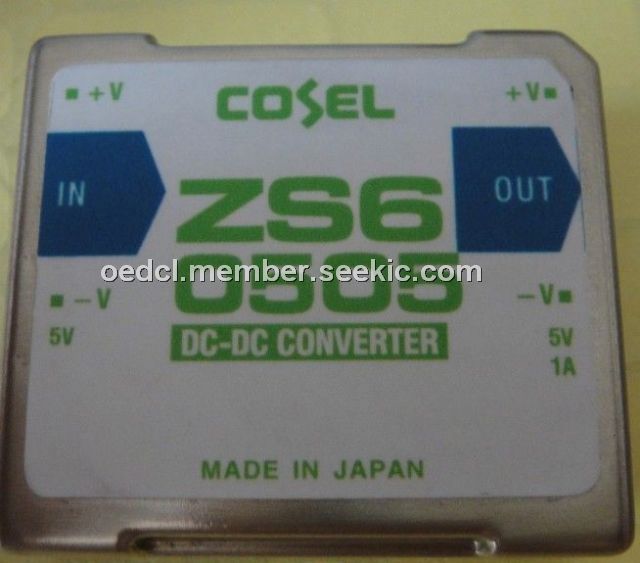 +V COSEL +V
IN ZS6 OUT
oedcl.member.seekic.com
-V 0505 -V
5V DC-DC CONVERTER 5V
1A
MADE IN JAPAN